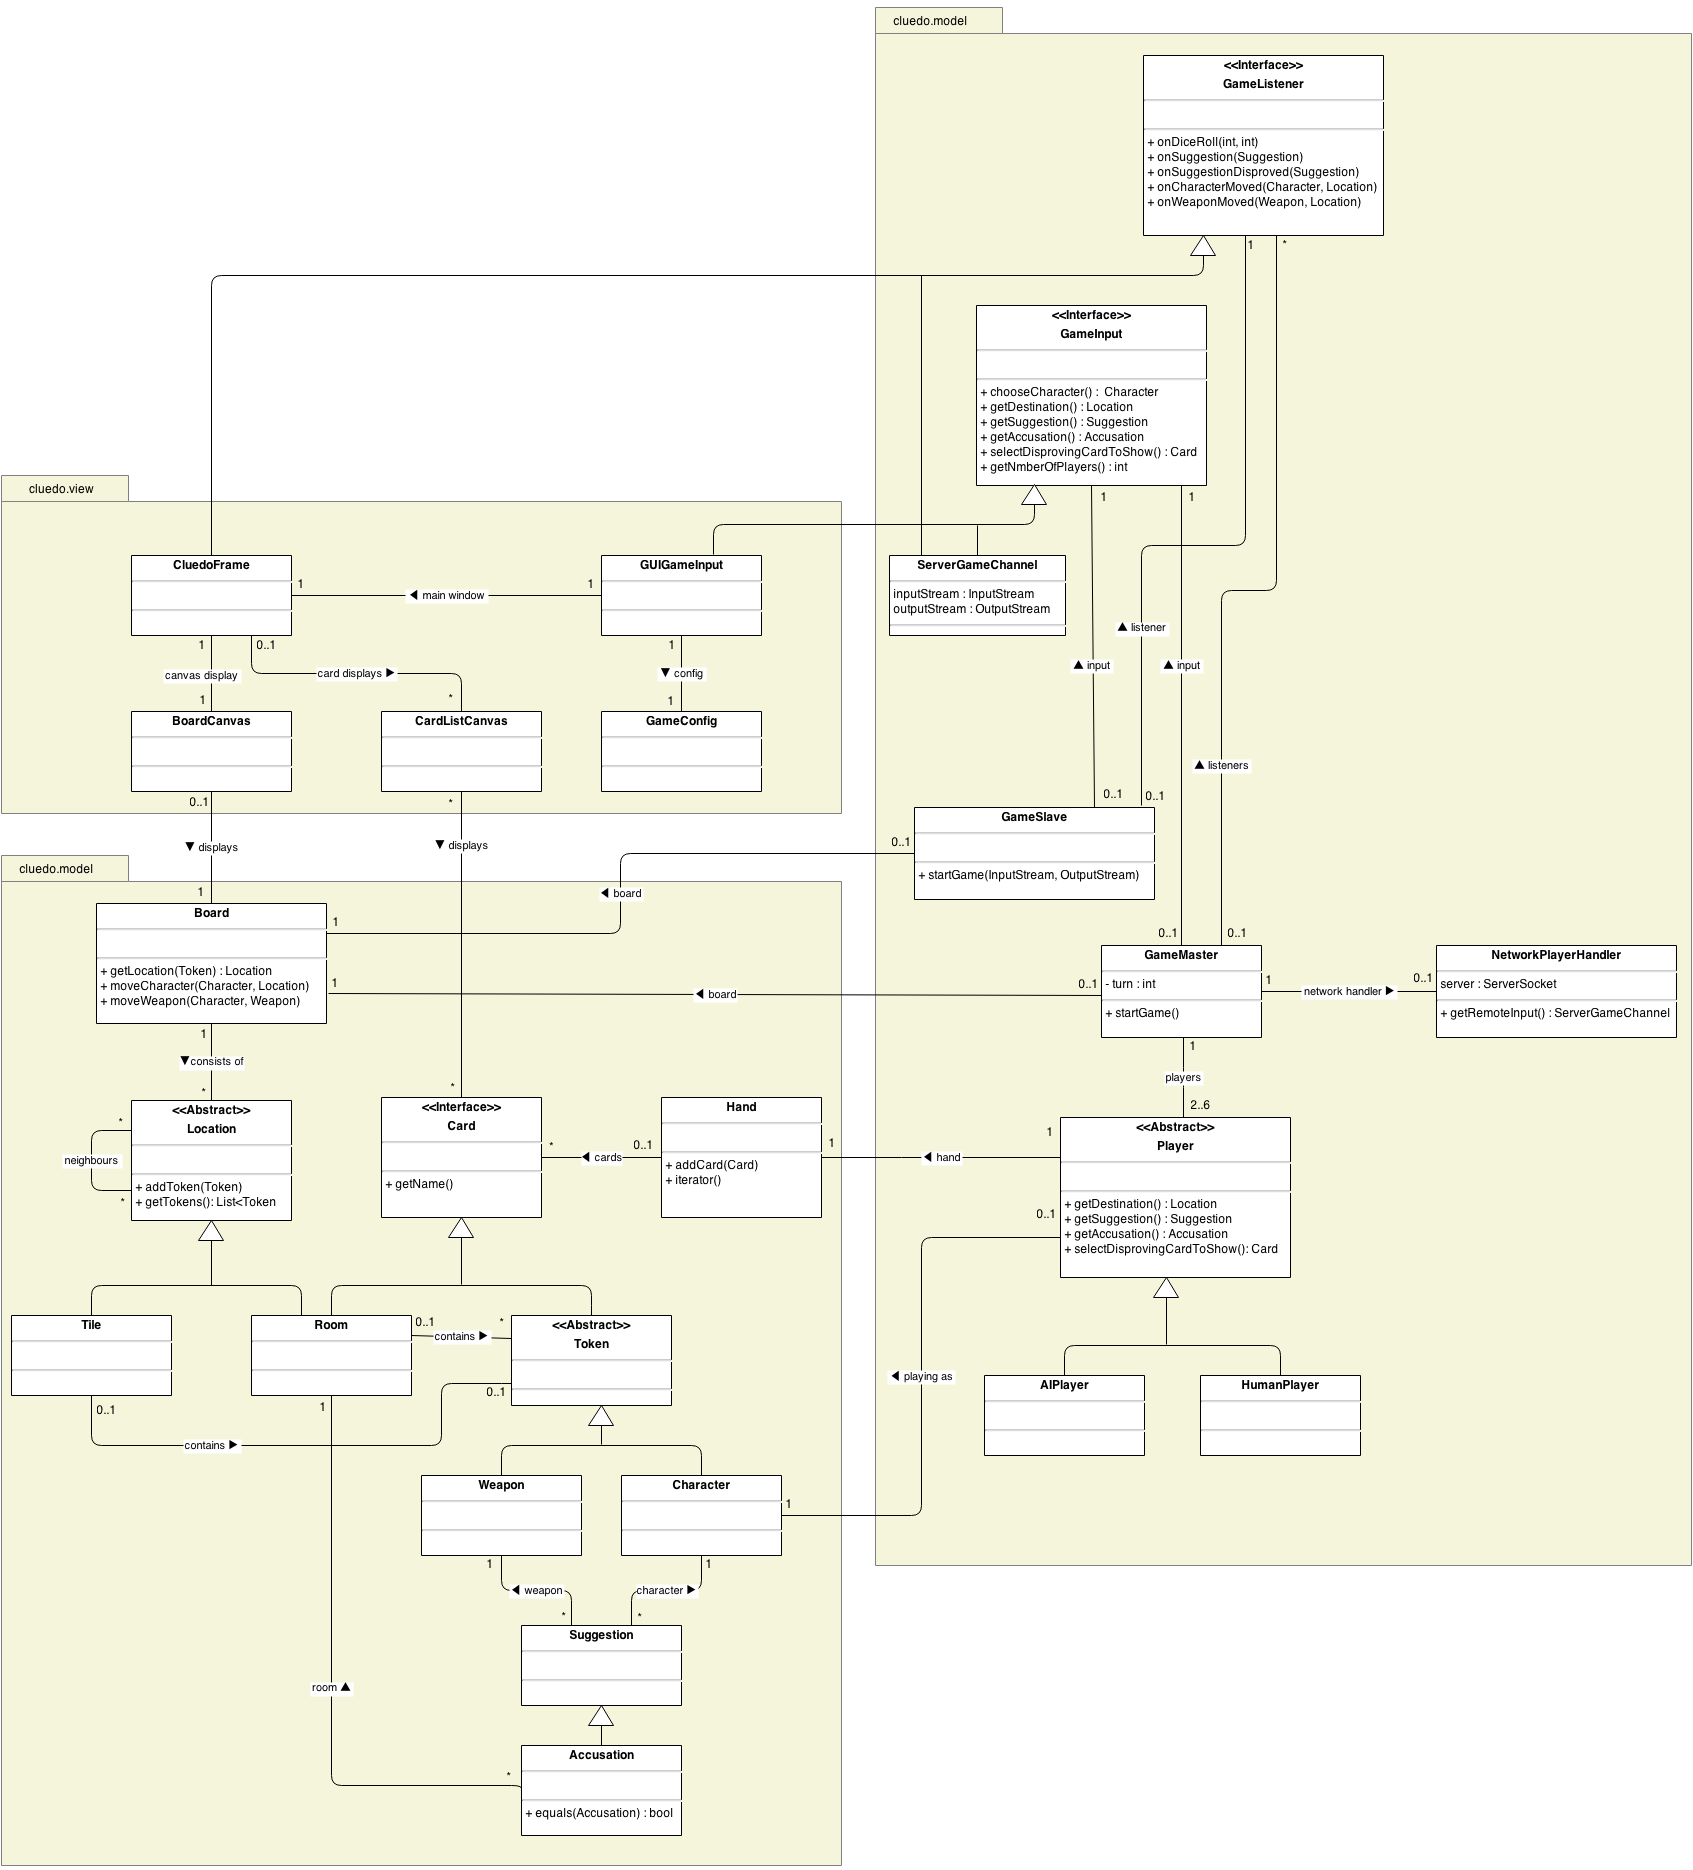 cluedo.model
<<Interface>>
GameListener
+ onDiceRoll(int, int)
+ onSuggestion(Suggestion)
+ onSuggestionDisproved(Suggestion)
+ onCharacterMoved(Character, Location)
+ onWeaponMoved(Weapon, Location)
1
*
<<Interface>>
GameInput
+ chooseCharacter() : Character
+ getDestination() : Location
+ getSuggestion() : Suggestion
+ getAccusation() : Accusation
+ selectDisprovingCardToShow() : Card
+ getNmberOfPlayers() : int
1
1
cluedo.view
CluedoFrame
1
◀ main window
1
GUIGameInput
ServerGameChannel
inputStream : InputStream
outputStream : OutputStream
▲ listener
▲ input
▲ input
1
0..1
canvas display
card displays ▶
1
*
1
▼ config
1
BoardCanvas
CardListCanvas
GameConfig
▲ listeners
0..1
*
0..1
0..1
GameSlave
+ startGame(InputStream, OutputStream)
0..1
▼ displays
▼ displays
◀ board
cluedo.model
1
Board
+ getLocation(Token) : Location
+ moveCharacter(Character, Location)
+ moveWeapon(Character, Weapon)
1
1
◀ board
0..1
0..1
0..1
GameMaster
- turn : int
+ startGame()
1
network handler ▶
0..1
NetworkPlayerHandler
server : ServerSocket
+ getRemoteInput() : ServerGameChannel
1
▼consists of
*
1
players
2..6
<<Abstract>>
Location
+ addToken(Token)
+ getTokens(): List<Token
*
neighbours
*
*
<<Interface>>
Card
+ getName()
*
◀ cards
0..1
Hand
+ addCard(Card)
+ iterator()
1
◀ hand
1
<<Abstract>>
Player
+ getDestination() : Location
+ getSuggestion() : Suggestion
+ getAccusation() : Accusation
+ selectDisprovingCardToShow(): Card
0..1
Tile
Room
0..1
contains ▶
*
<<Abstract>>
Token
0..1
0..1
contains ▶
1
◀ playing as
AIPlayer
HumanPlayer
Weapon
Character
1
1
◀ weapon
*
1
character ▶
*
Suggestion
room ▲
*
Accusation
+ equals(Accusation) : bool